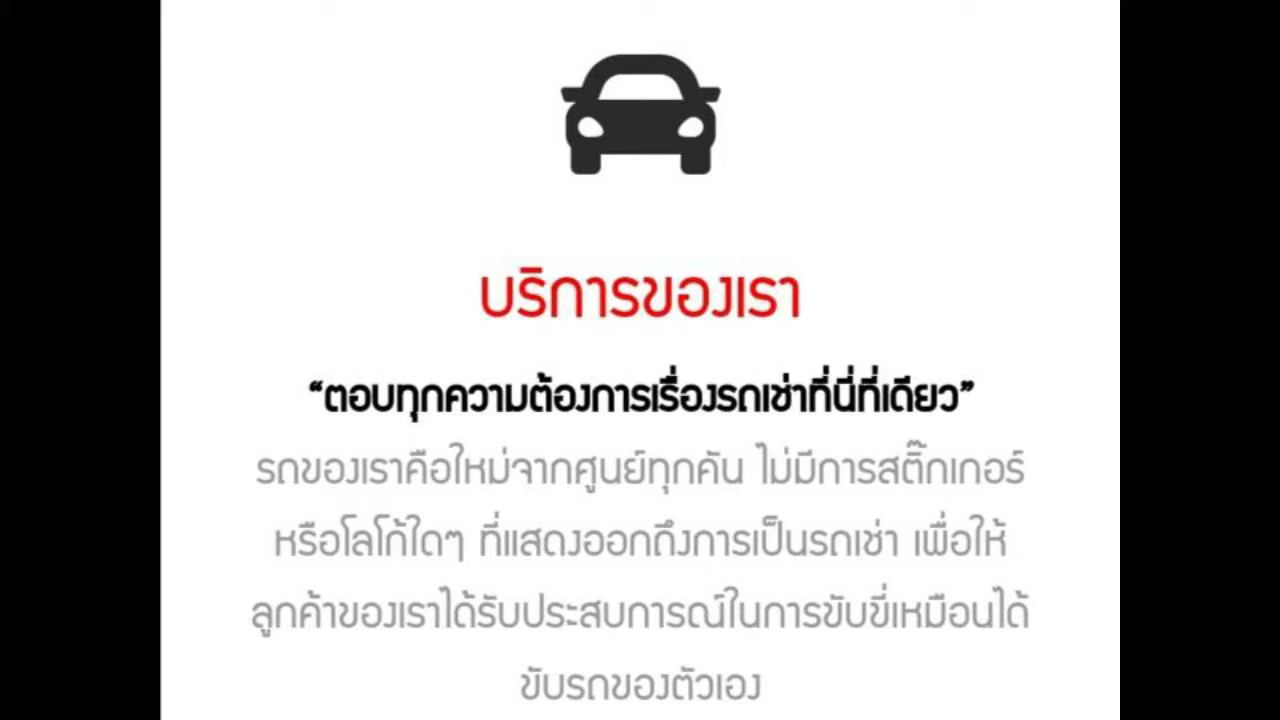 บริการของเรา
“ตอบทุกความต้องการเรื่องรถเช่าที่นี่ที่เดียว”
รถของเราคือใหม่จากศูนย์ทุกคัน ไม่มีการสติ๊กเกอร์
หรือโลโก้ใดๆ ที่แสดงออกถึงการเป็นรถเช่า เพื่อให้
ลูกค้าของเราได้รับประสบการณ์ในการขับขี่เหมือนได้
ขับรถของตัวเอง